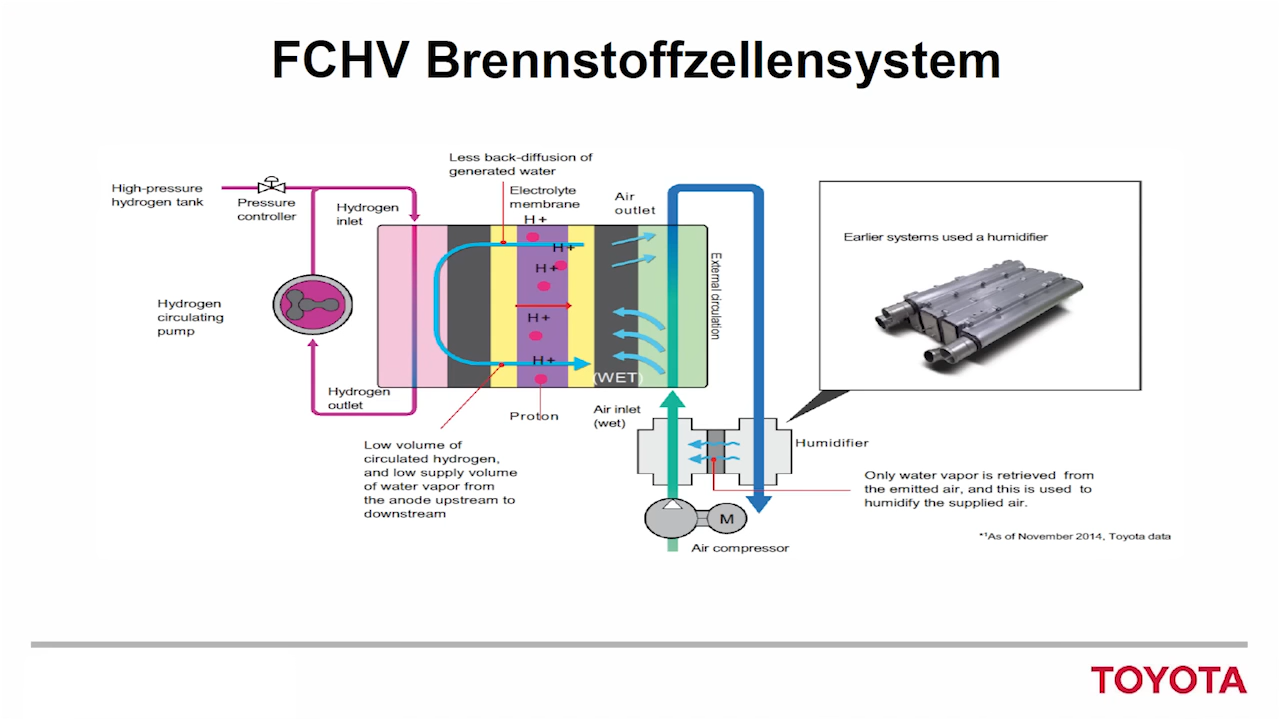 FCHV Brennstoffzellensystem
Less back-diffusion of
generated water
High-pressure
hydrogen tank
Pressure
controller
Hydrogen
inlet
Electrolyte
membrane
Air
outlet
H+
H+
H+
H+
H+
External circulation
Earlier systems used a humidifier
Hydrogen
circulating
pump
(WET)
Hydrogen
outlet
Proton
Air inlet
(wet)
Humidifier
Low volume of
circulated hydrogen,
and low supply volume
of water vapor from
the anode upstream to
downstream
Only water vapor is retrieved from
the emitted air, and this is used to
humidify the supplied air.
M
Air compressor
*¹As of November 2014, Toyota data
TOYOTA